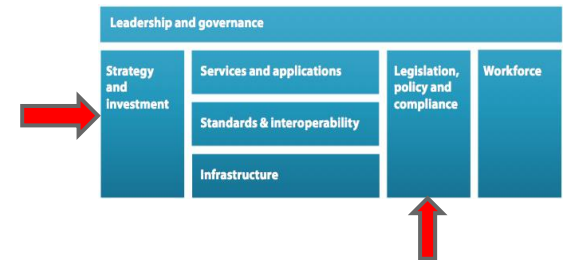 Leadership and governance
Strategy
and
investment
Services and applications
Standards & interoperability
Infrastructure
Legislation,
policy and
compliance
Workforce